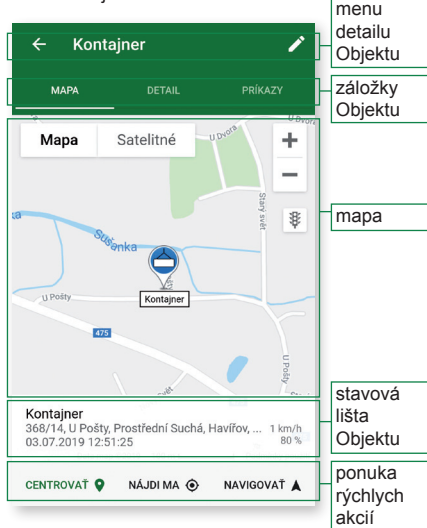 menu
detailu
Objektu
Kontajner
MAPA DETAIL PRÍKAZY
záložky
Objektu
U Dvora
U Dvora
Mapa Satelitné
+
−
Starý svět
mapa
Sušanka
Kontajner
U Pošty
475
U Pošty
stavová
lišta
Objektu
Kontajner
368/14, U Pošty, Prostřední Suchá, Havířov, ... 1 km/h
03.07.2019 12:51:25 80 %
CENTROVAŤ NÁJDI MA NAVIGOVAŤ
ponuka
rýchlych
akcií